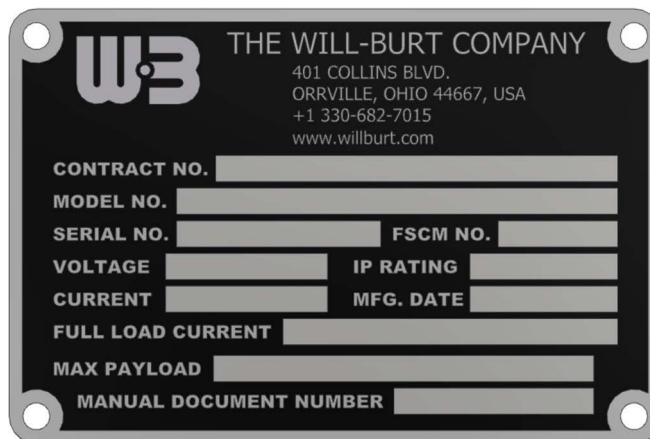 W·B THE WILL-BURT COMPANY
401 COLLINS BLVD.
ORRVILLE, OHIO 44667, USA
+1 330-682-7015
www.willburt.com
CONTRACT NO.
MODEL NO.
SERIAL NO. FSCM NO.
VOLTAGE IP RATING
CURRENT MFG. DATE
FULL LOAD CURRENT
MAX PAYLOAD
MANUAL DOCUMENT NUMBER